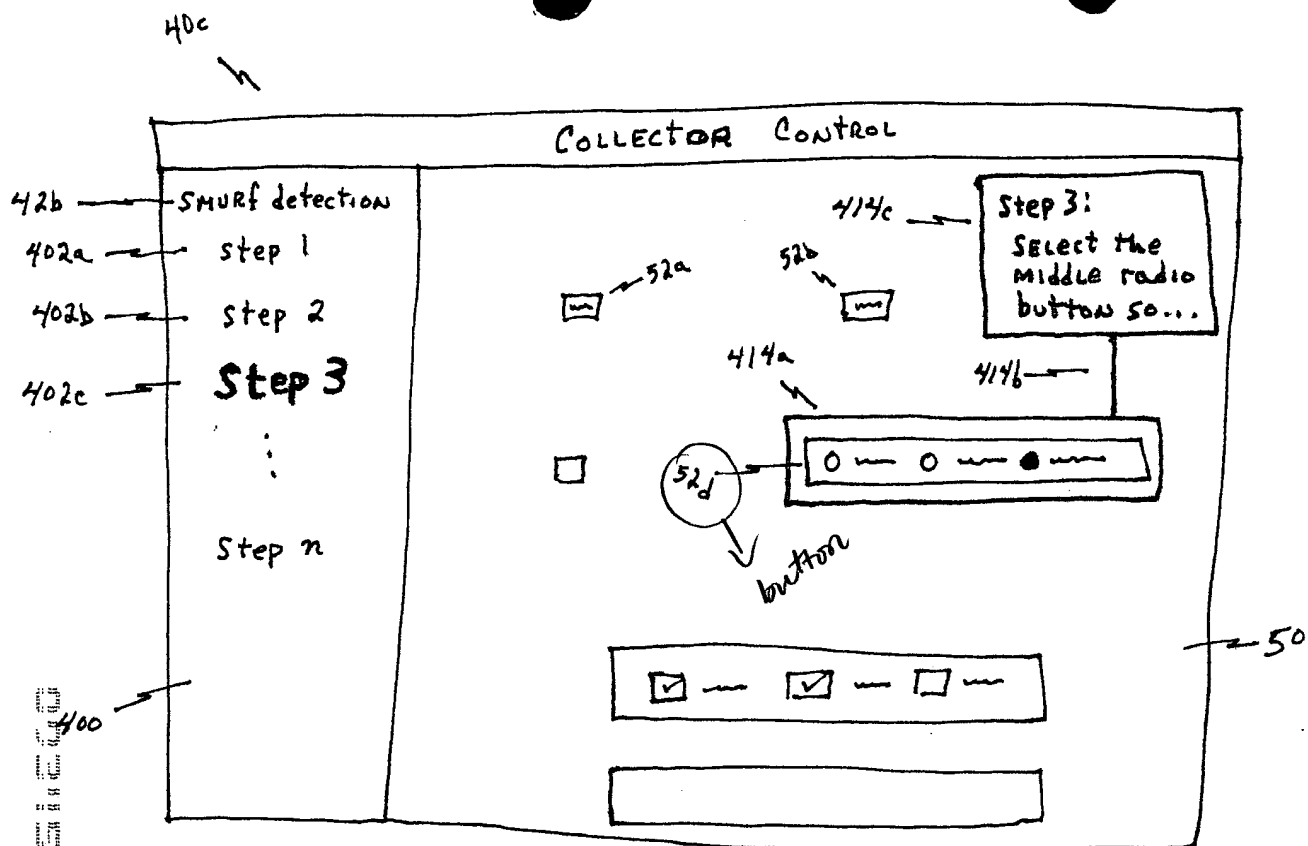 40c
COLLECTOR CONTROL
42b
SMURf detection
414c
Step 3:
SELect the
MIDDLE radio
button so...
402a
step 1
52a
52b
402b
step 2
414a
414b
402c
Step 3
52d
button
Step n
50
400